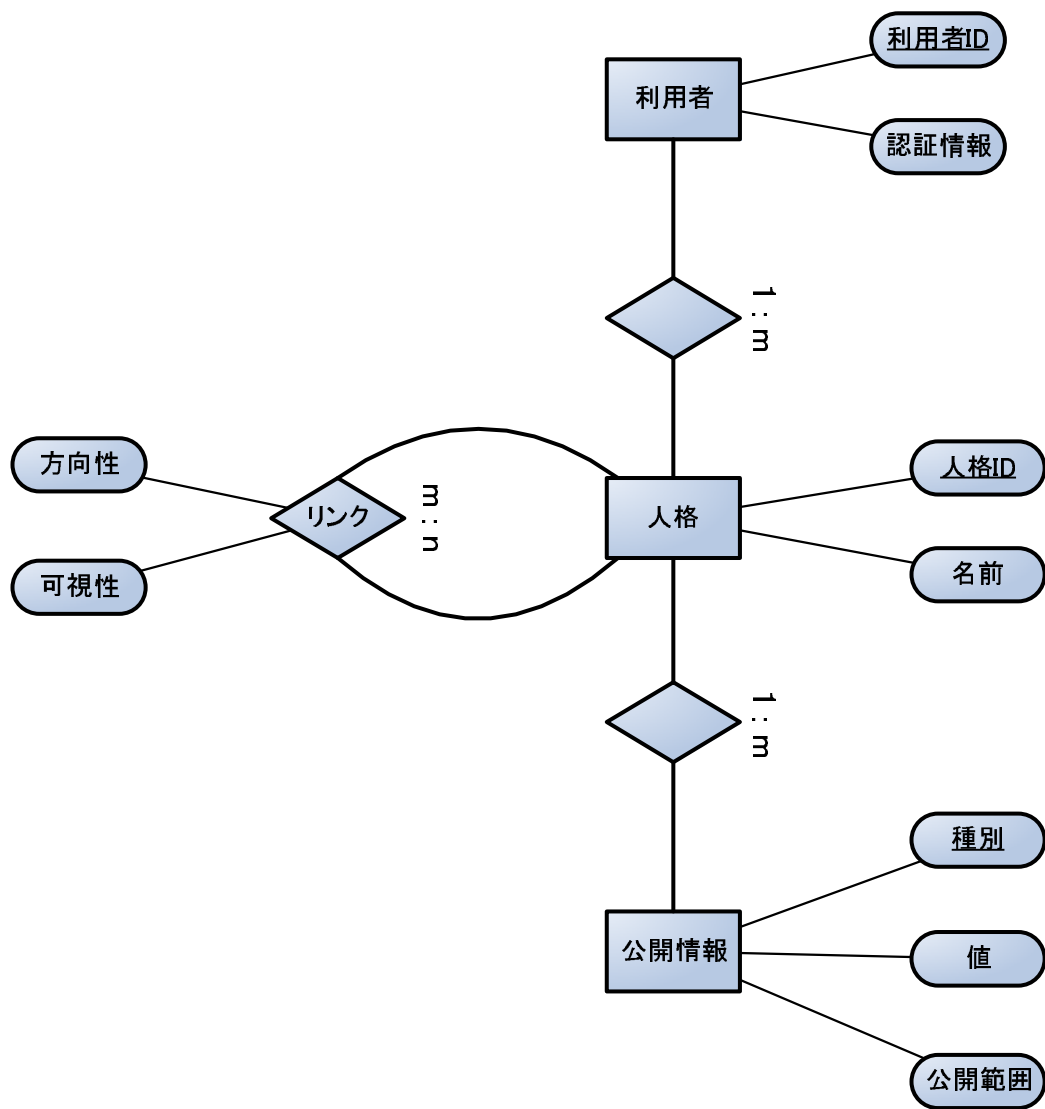 利用者ID
利用者
認証情報
1:m
方向性
人格ID
リンク
m:n
人格
可視性
名前
1:m
種別
公開情報
値
公開範囲